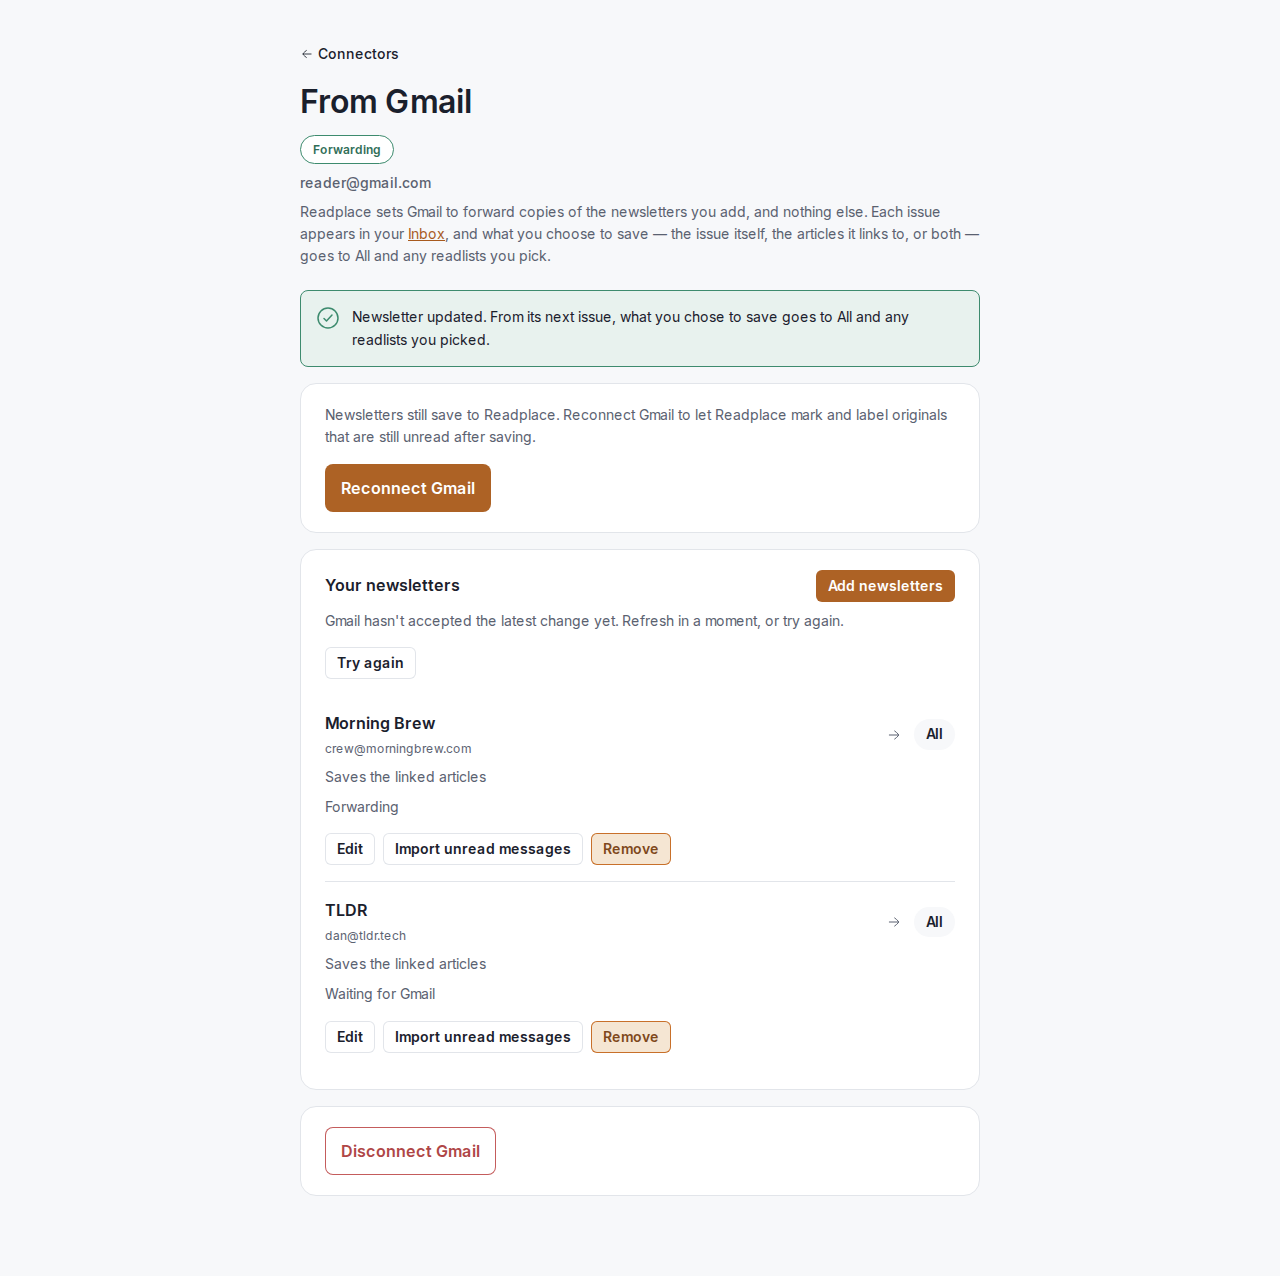 ← Connectors
From Gmail
Forwarding
reader@gmail.com
Readplace sets Gmail to forward copies of the newsletters you add, and nothing else. Each issue
appears in your Inbox, and what you choose to save — the issue itself, the articles it links to, or both —
goes to All and any readlists you pick.
Newsletter updated. From its next issue, what you chose to save goes to All and any
readlists you picked.
Newsletters still save to Readplace. Reconnect Gmail to let Readplace mark and label originals
that are still unread after saving.
Reconnect Gmail
Your newsletters
Add newsletters
Gmail hasn't accepted the latest change yet. Refresh in a moment, or try again.
Try again
Morning Brew
→ All
crew@morningbrew.com
Saves the linked articles
Forwarding
Edit Import unread messages Remove
TLDR
→ All
dan@tldr.tech
Saves the linked articles
Waiting for Gmail
Edit Import unread messages Remove
Disconnect Gmail